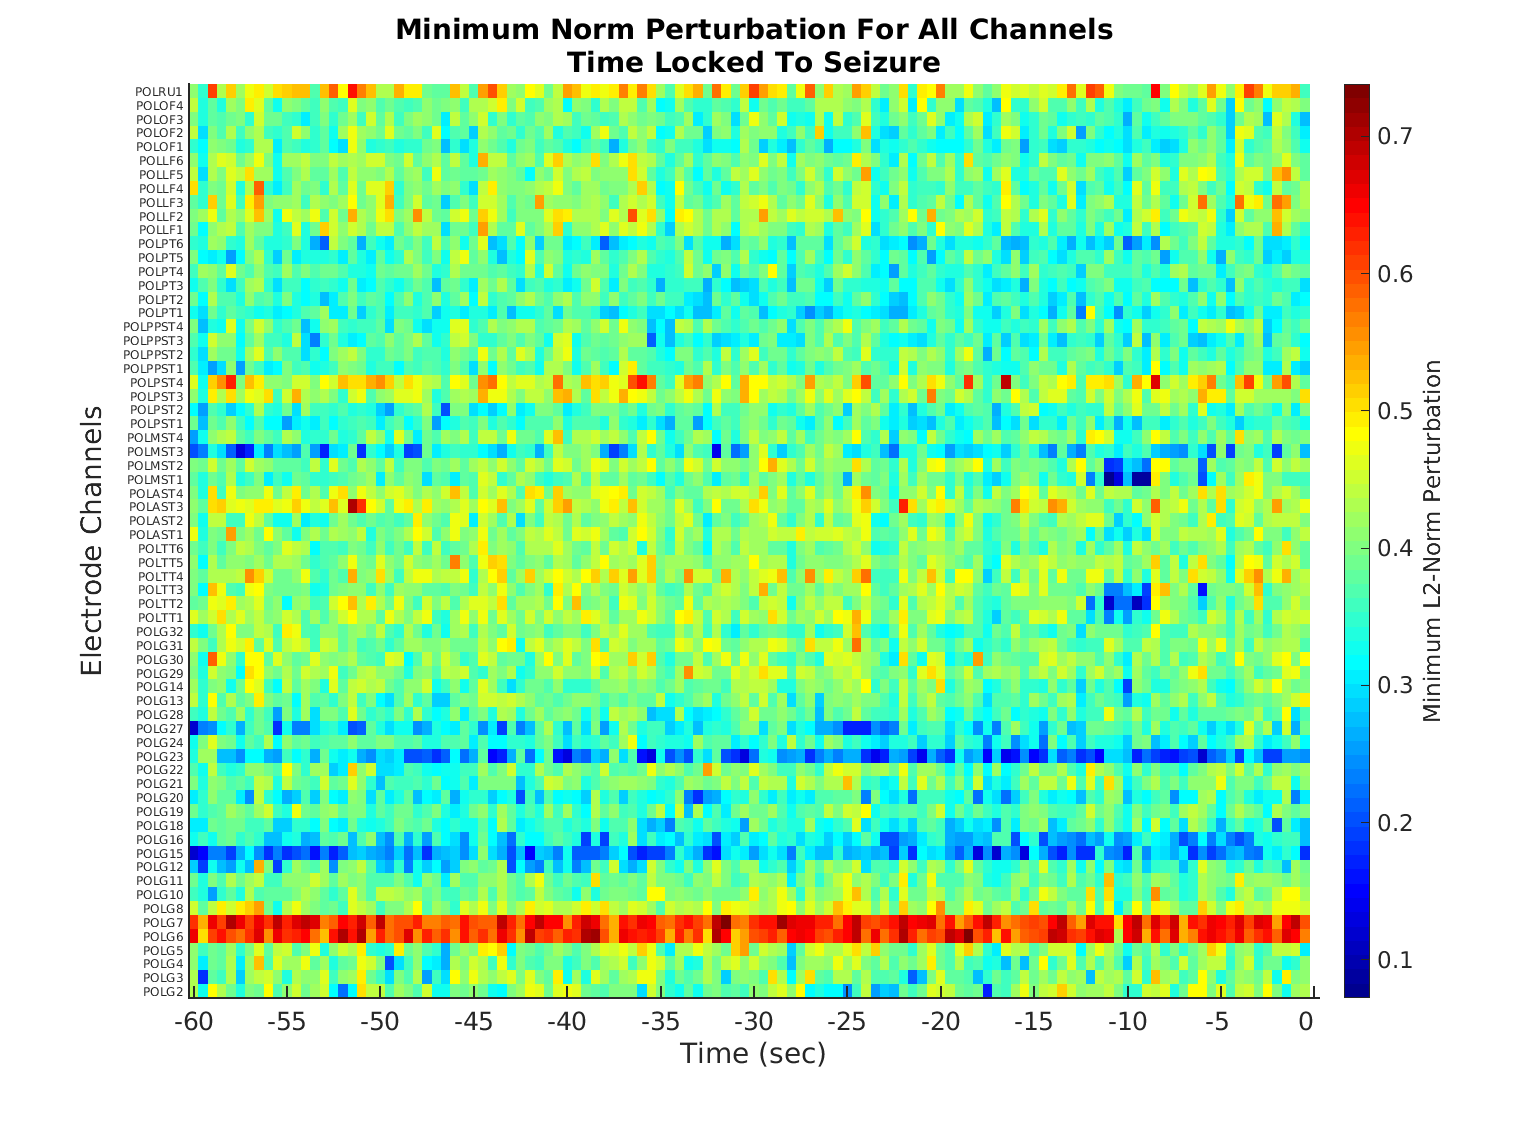 Minimum Norm Perturbation For All Channels
Time Locked To Seizure
POLRU1
POLOF4
POLOF3
POLOF2
POLOF1
POLLF6
POLLF5
POLLF4
POLLF3
POLLF2
POLLF1
POLPT6
POLPT5
POLPT4
POLPT3
POLPT2
POLPT1
POLPPST4
POLPPST3
POLPPST2
POLPPST1
POLPST4
POLPST3
POLPST2
POLPST1
POLMST4
POLMST3
POLMST2
POLMST1
POLAST4
POLAST3
POLAST2
POLAST1
POLTT6
POLTT5
POLTT4
POLTT3
POLTT2
POLTT1
POLG32
POLG31
POLG30
POLG29
POLG14
POLG13
POLG28
POLG27
POLG24
POLG23
POLG22
POLG21
POLG20
POLG19
POLG18
POLG16
POLG15
POLG12
POLG11
POLG10
POLG8
POLG7
POLG6
POLG5
POLG4
POLG3
POLG2
Electrode Channels
-60 -55 -50 -45 -40 -35 -30 -25 -20 -15 -10 -5 0
Time (sec)
0.7
0.6
0.5
0.4
0.3
0.2
0.1
Minimum L2-Norm Perturbation